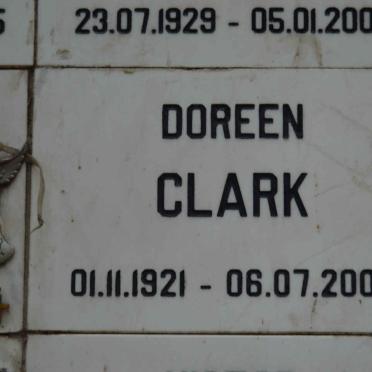 23.07.1929 - 05.01.200
DOREEN
CLARK
01.11.1921 - 06.07.200